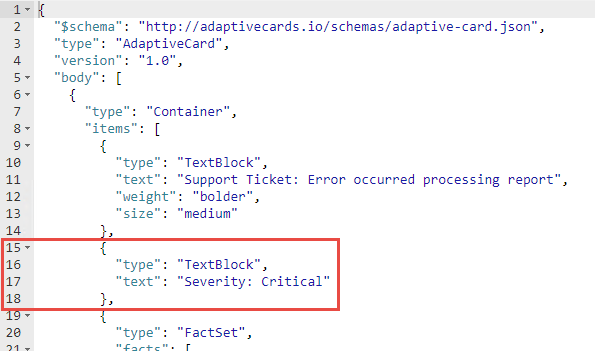 1 {
2 "$schema": "http://adaptivecards.io/schemas/adaptive-card.json",
3 "type": "AdaptiveCard",
4 "version": "1.0",
5 "body": [
6 {
7 "type": "Container",
8 "items": [
9 {
10 "type": "TextBlock",
11 "text": "Support Ticket: Error occurred processing report",
12 "weight": "bolder",
13 "size": "medium"
14 },
15 {
16 "type": "TextBlock",
17 "text": "Severity: Critical"
18 },
19 {
20 "type": "FactSet",
21 "facts": [